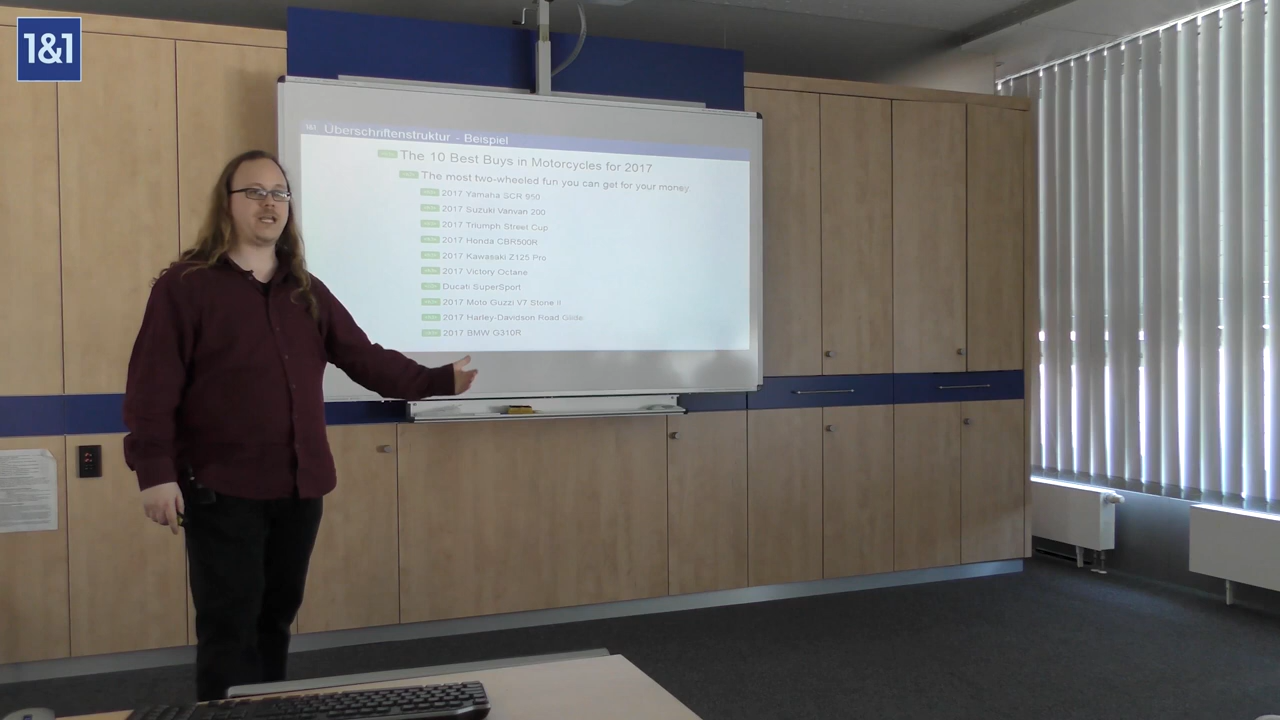 1&1
Überschriftenstruktur - Beispiel
The 10 Best Buys in Motorcycles for 2017
The most two-wheeled fun you can get for your money.
2017 Yamaha SCR 950
2017 Suzuki Vanvan 200
2017 Triumph Street Cup
2017 Honda CBR500R
2017 Kawasaki Z125 Pro
2017 Victory Octane
Ducati SuperSport
2017 Moto Guzzi V7 Stone II
2017 Harley-Davidson Road Glide
2017 BMW G310R